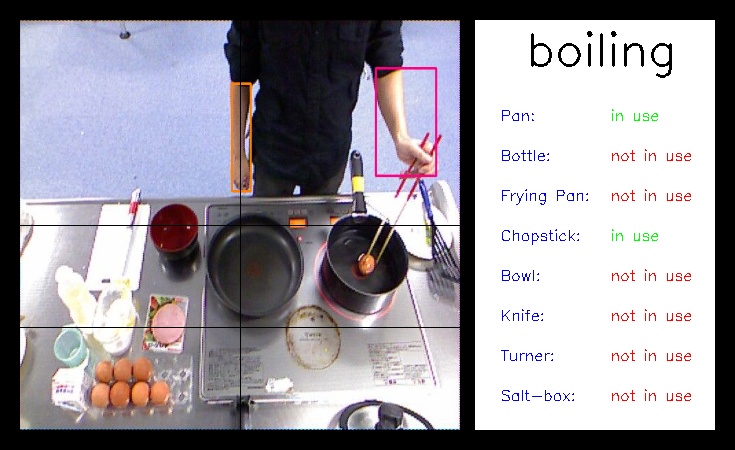 boiling
Pan: in use
Bottle: not in use
Frying Pan: not in use
Chopstick: in use
Bowl: not in use
Knife: not in use
Turner: not in use
Salt-box: not in use